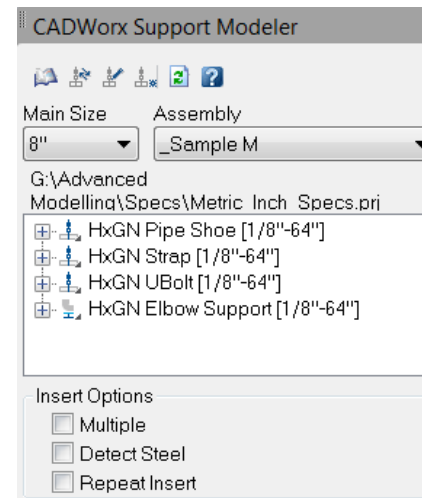 CADWorx Support Modeler
Main Size Assembly
8" _Sample M
G:\Advanced
Modelling\Specs\Metric_Inch_Specs.prj
HxGN Pipe Shoe [1/8"-64"]
HxGN Strap [1/8"-64"]
HxGN UBolt [1/8"-64"]
HxGN Elbow Support [1/8"-64"]
Insert Options
Multiple
Detect Steel
Repeat Insert